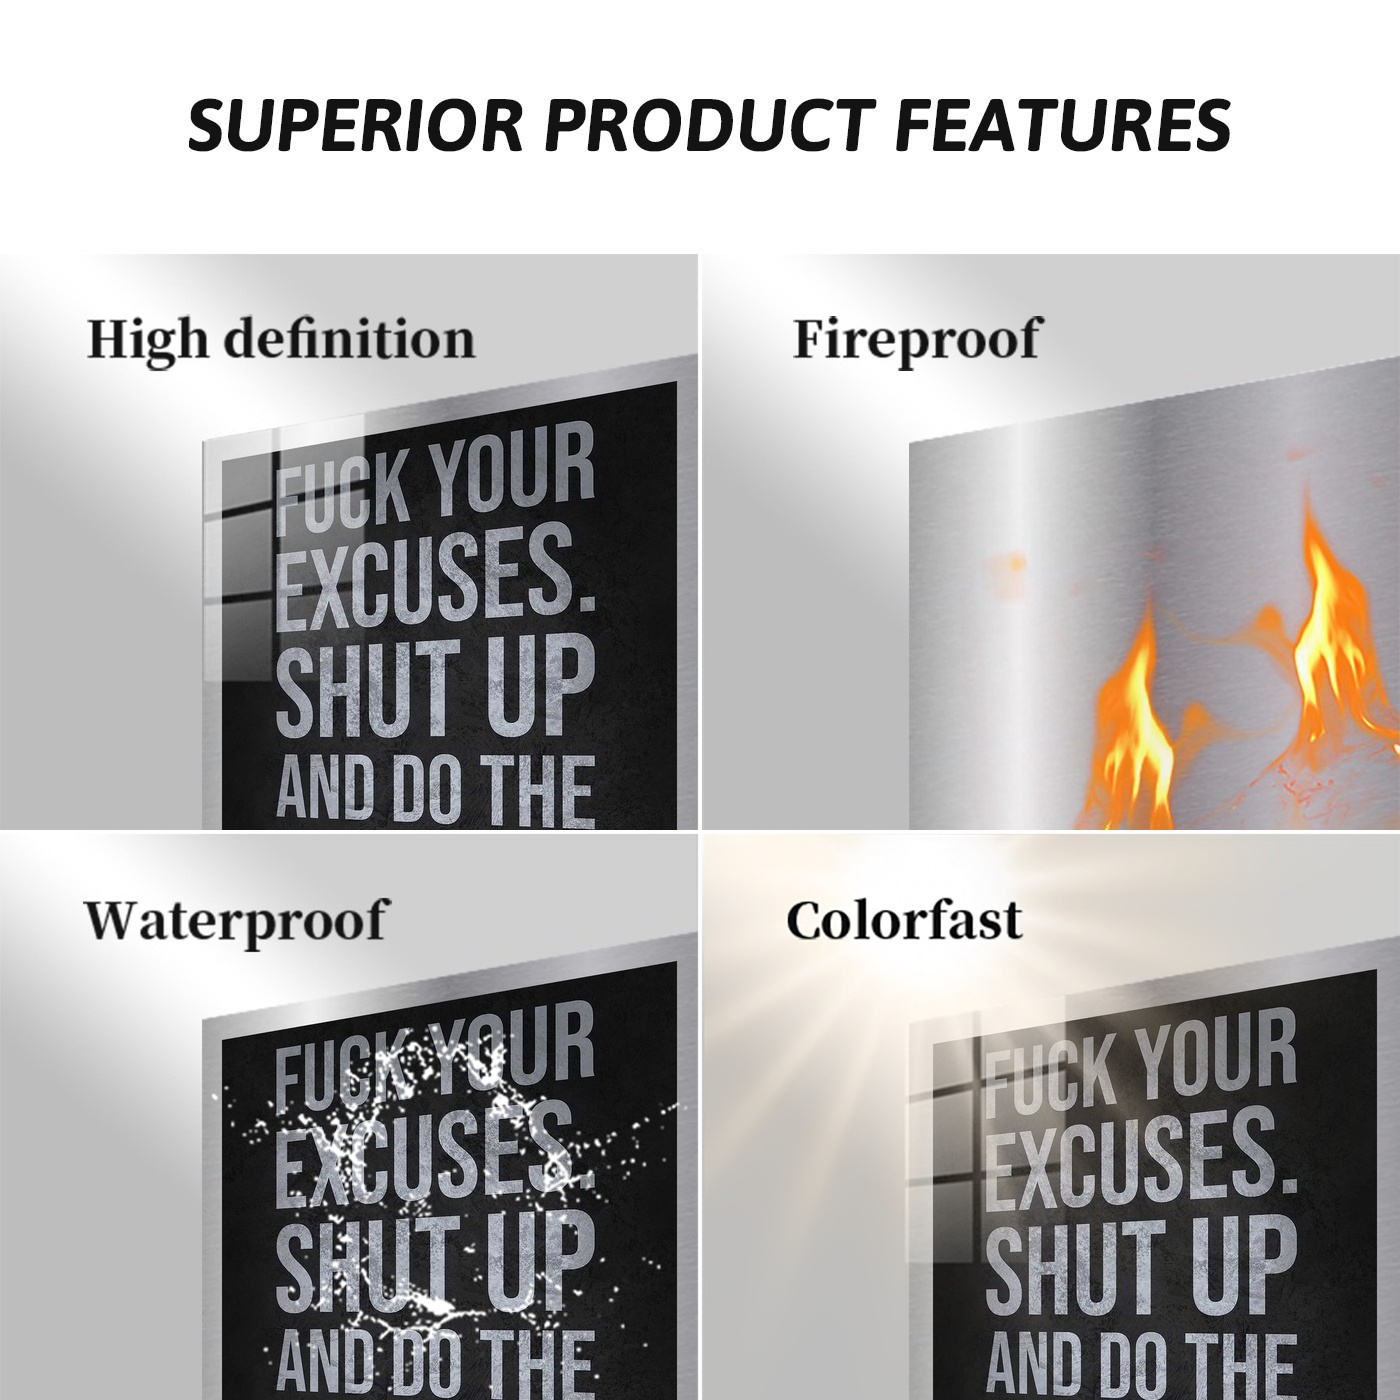 SUPERIOR PRODUCT FEATURES
High definition
FUCK YOUR
EXCUSES.
SHUT UP
AND DO THE
Fireproof
Waterproof
FUCK YOUR
EXCUSES.
SHUT UP
AND DO THE
Colorfast
FUCK YOUR
EXCUSES.
SHUT UP
AND DO THE